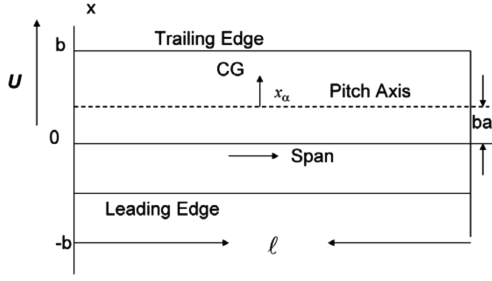 x
b
Trailing Edge
CG
U
xα
Pitch Axis
ba
0
Span
Leading Edge
-b
ℓ